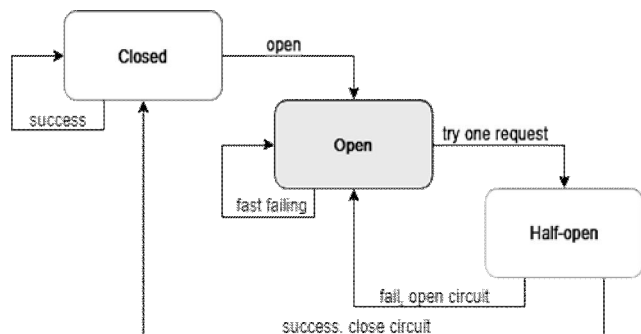 Closed
open
success
Open
try one request
fast failing
Half-open
fail, open circuit
success, close circuit